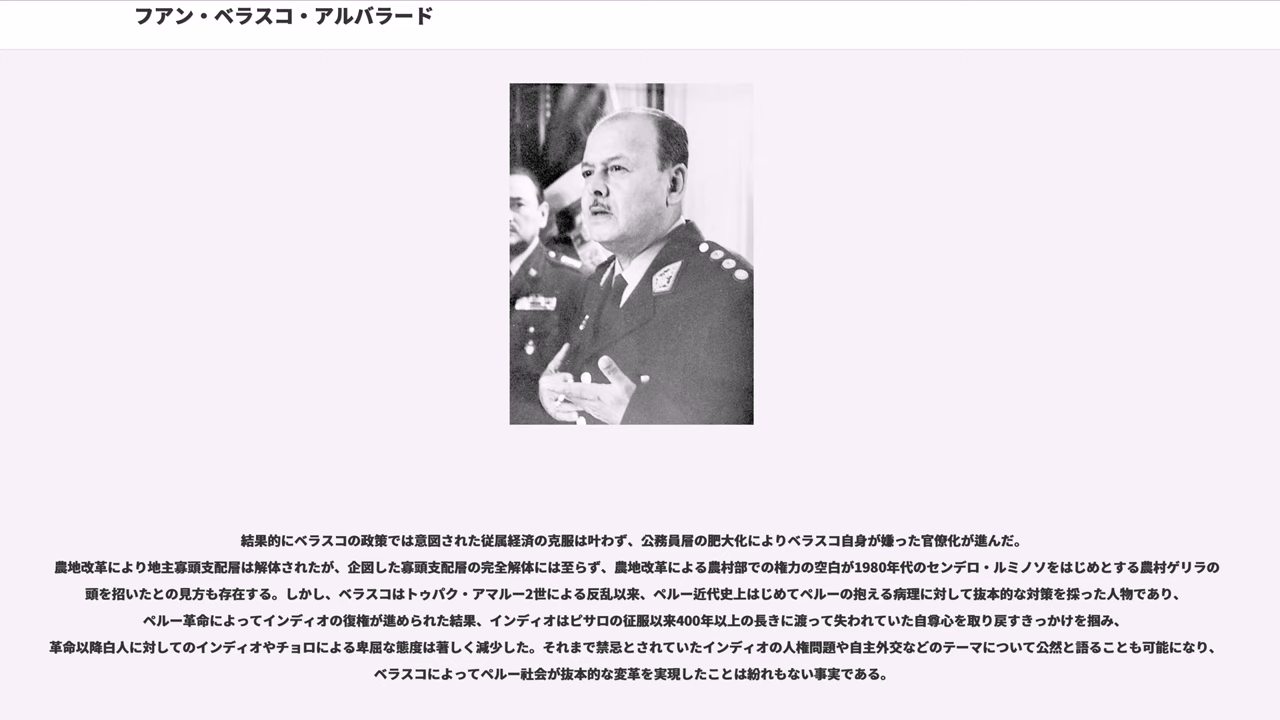 フアン・ベラスコ・アルバラード
結果的にベラスコの政策では意図された従属経済の克服は叶わず、公務員層の肥大化によりベラスコ自身が嫌った官僚化が進んだ。
農地改革により地主寡頭支配層は解体されたが、企図した寡頭支配層の完全解体には至らず、農地改革による農村部での権力の空白が1980年代のセンデロ・ルミノソをはじめとする農村ゲリラの
頭を招いたとの見方も存在する。しかし、ベラスコはトゥパク・アマルー2世による反乱以来、ペルー近代史上はじめてペルーの抱える病理に対して抜本的な対策を採った人物であり、
ペルー革命によってインディオの復権が進められた結果、インディオはピサロの征服以来400年以上の長きに渡って失われていた自尊心を取り戻すきっかけを掴み、
革命以降白人に対してのインディオやチョロによる卑屈な態度は著しく減少した。それまで禁忌とされていたインディオの人権問題や自主外交などのテーマについて公然と語ることも可能になり、
ベラスコによってペルー社会が抜本的な変革を実現したことは紛れもない事実である。